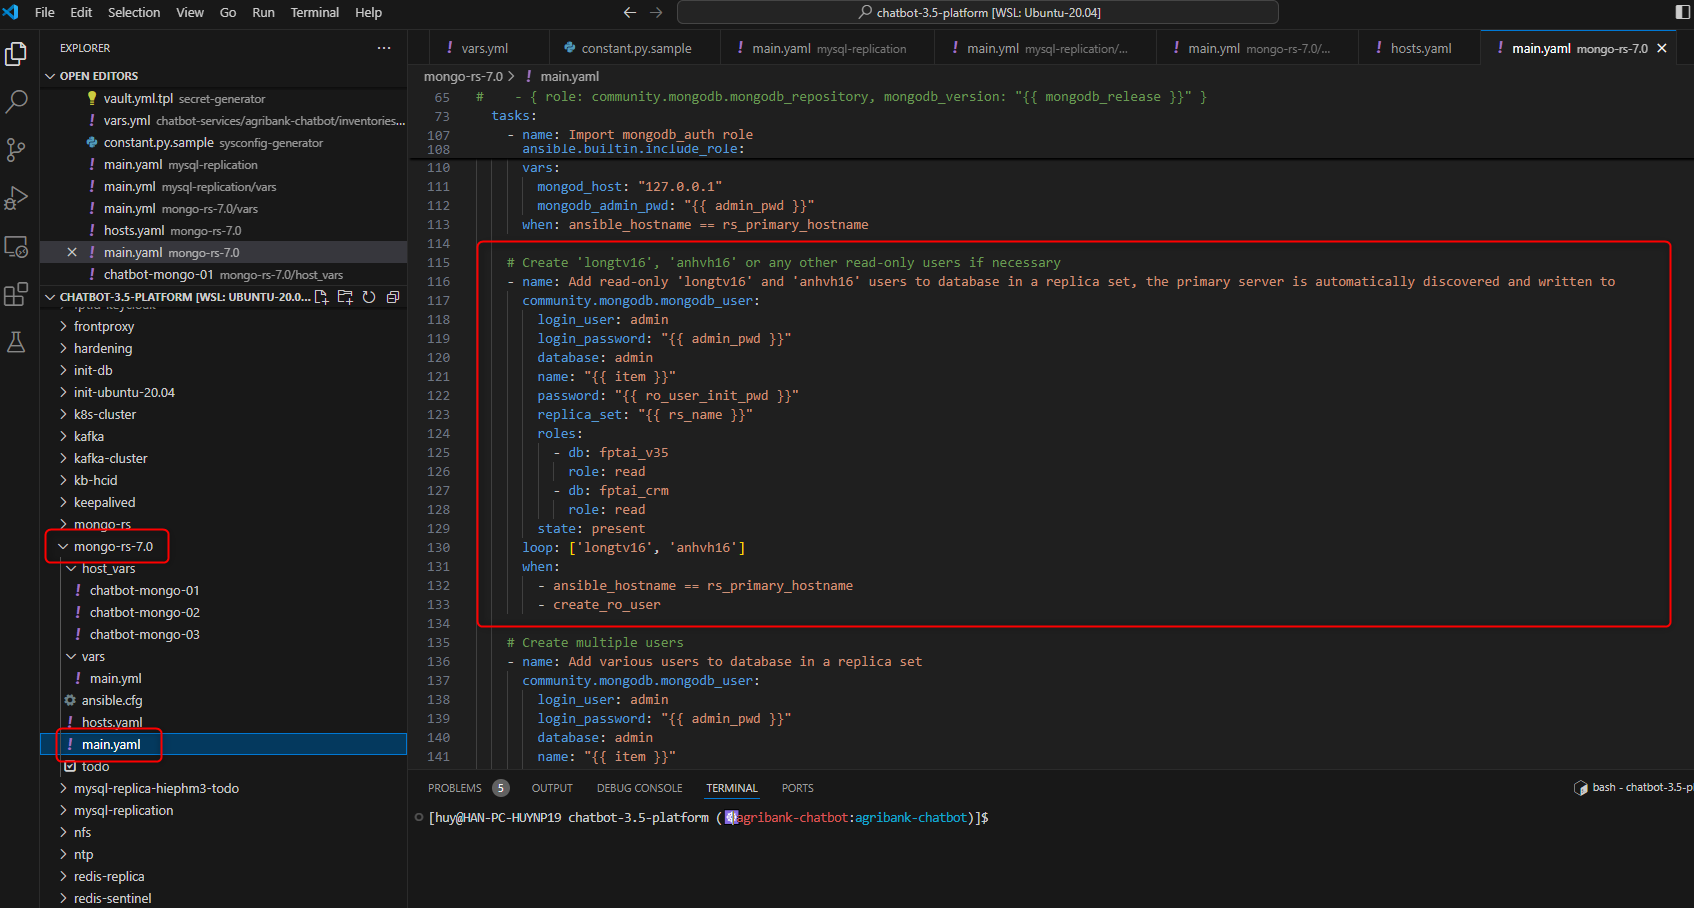 File Edit Selection View Go Run Terminal Help
chatbot-3.5-platform [WSL: Ubuntu-20.04]
EXPLORER
OPEN EDITORS
vault.yml.tpl secret-generator
vars.yml chatbot-services/agribank-chatbot/inventories...
constant.py.sample sysconfig-generator
main.yaml mysql-replication
main.yml mysql-replication/vars
main.yml mongo-rs-7.0/vars
hosts.yaml mongo-rs-7.0
main.yaml mongo-rs-7.0
chatbot-mongo-01 mongo-rs-7.0/host_vars
CHATBOT-3.5-PLATFORM [WSL: UBUNTU-20.0...
frontproxy
hardening
init-db
init-ubuntu-20.04
k8s-cluster
kafka
kafka-cluster
kb-hcid
keepalived
mongo-rs
mongo-rs-7.0
host_vars
chatbot-mongo-01
chatbot-mongo-02
chatbot-mongo-03
vars
main.yml
ansible.cfg
hosts.yaml
main.yaml
todo
mysql-replica-hiephm3-todo
mysql-replication
nfs
ntp
redis-replica
redis-sentinel
vars.yml constant.py.sample main.yaml mysql-replication main.yml mysql-replication/... main.yml mongo-rs-7.0/... hosts.yaml main.yaml mongo-rs-7.0
mongo-rs-7.0 > main.yaml
65 #    - { role: community.mongodb.mongodb_repository, mongodb_version: "{{ mongodb_release }}" }
73 tasks:
107 - name: Import mongodb_auth role
108 ansible.builtin.include_role:
110 vars:
111 mongod_host: "127.0.0.1"
112 mongodb_admin_pwd: "{{ admin_pwd }}"
113 when: ansible_hostname == rs_primary_hostname
114
115 # Create 'longtv16', 'anhvh16' or any other read-only users if necessary
116 - name: Add read-only 'longtv16' and 'anhvh16' users to database in a replica set, the primary server is automatically discovered and written to
117 community.mongodb.mongodb_user:
118 login_user: admin
119 login_password: "{{ admin_pwd }}"
120 database: admin
121 name: "{{ item }}"
122 password: "{{ ro_user_init_pwd }}"
123 replica_set: "{{ rs_name }}"
124 roles:
125 - db: fptai_v35
126 role: read
127 - db: fptai_crm
128 role: read
129 state: present
130 loop: ['longtv16', 'anhvh16']
131 when:
132 - ansible_hostname == rs_primary_hostname
133 - create_ro_user
134
135 # Create multiple users
136 - name: Add various users to database in a replica set
137 community.mongodb.mongodb_user:
138 login_user: admin
139 login_password: "{{ admin_pwd }}"
140 database: admin
141 name: "{{ item }}"
PROBLEMS 5 OUTPUT DEBUG CONSOLE TERMINAL PORTS
bash - chatbot-3.5-pl
[huy@HAN-PC-HUYNP19 chatbot-3.5-platform (agribank-chatbot:agribank-chatbot)]$